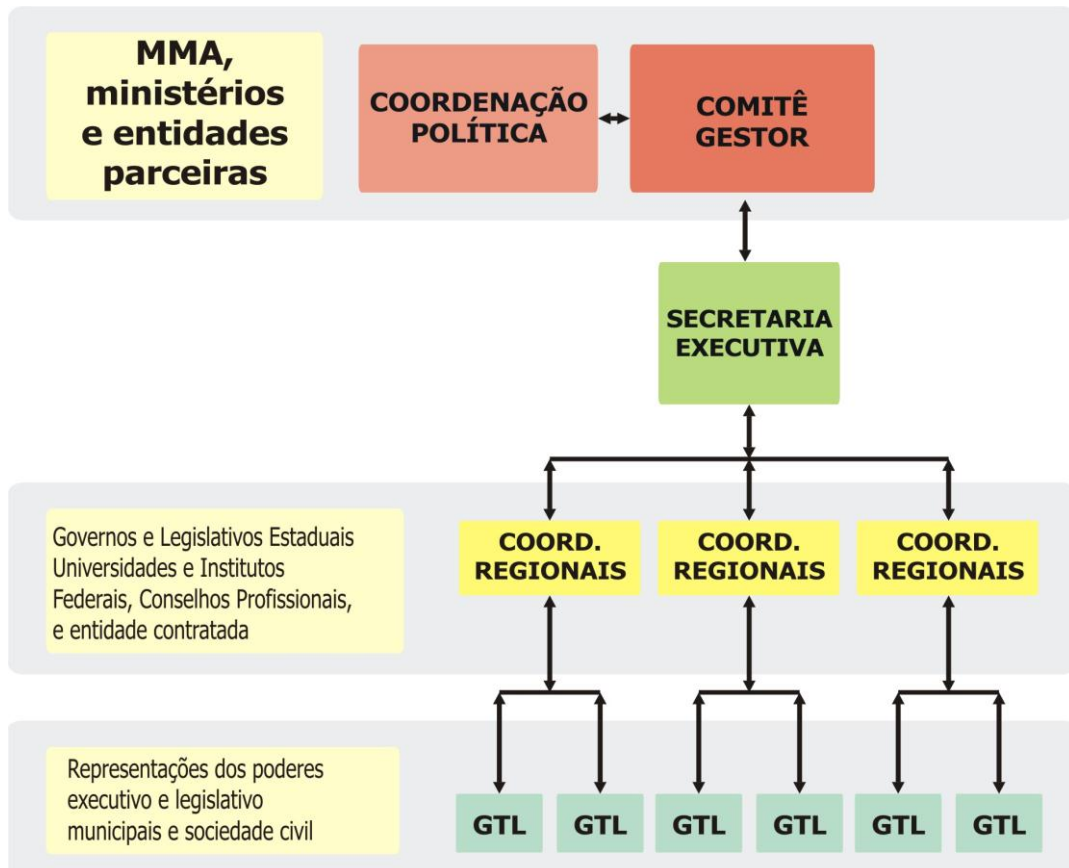 MMA,
ministérios
e entidades
parceiras
COORDENAÇÃO
POLÍTICA
COMITÊ
GESTOR
SECRETARIA
EXECUTIVA
Governos e Legislativos Estaduais
Universidades e Institutos
Federais, Conselhos Profissionais,
e entidade contratada
COORD.
REGIONAIS
COORD.
REGIONAIS
COORD.
REGIONAIS
Representações dos poderes
executivo e legislativo
municipais e sociedade civil
GTL
GTL
GTL
GTL
GTL
GTL